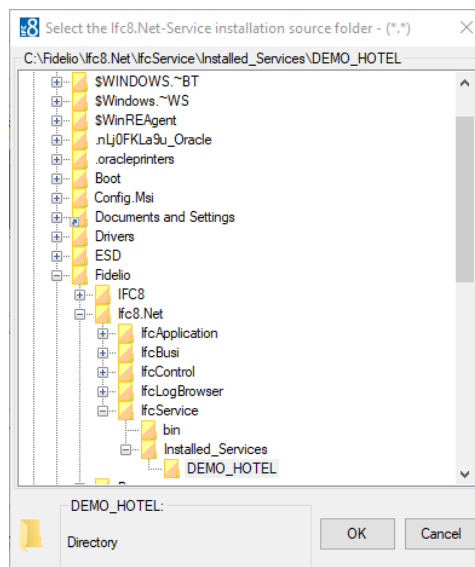 Select the Ifc8.Net-Service installation source folder - (*.*)
C:\Fidelio\Ifc8.Net\IfcService\Installed_Services\DEMO_HOTEL
$WINDOWS.~BT
$Windows.~WS
$WinREAgent
.nLj0FKLa9u_Oracle
.oracleprinters
Boot
Config.Msi
Documents and Settings
Drivers
ESD
Fidelio
IFC8
Ifc8.Net
IfcApplication
IfcBusi
IfcControl
IfcLogBrowser
IfcService
bin
Installed_Services
DEMO_HOTEL
DEMO_HOTEL:
Directory
OK
Cancel